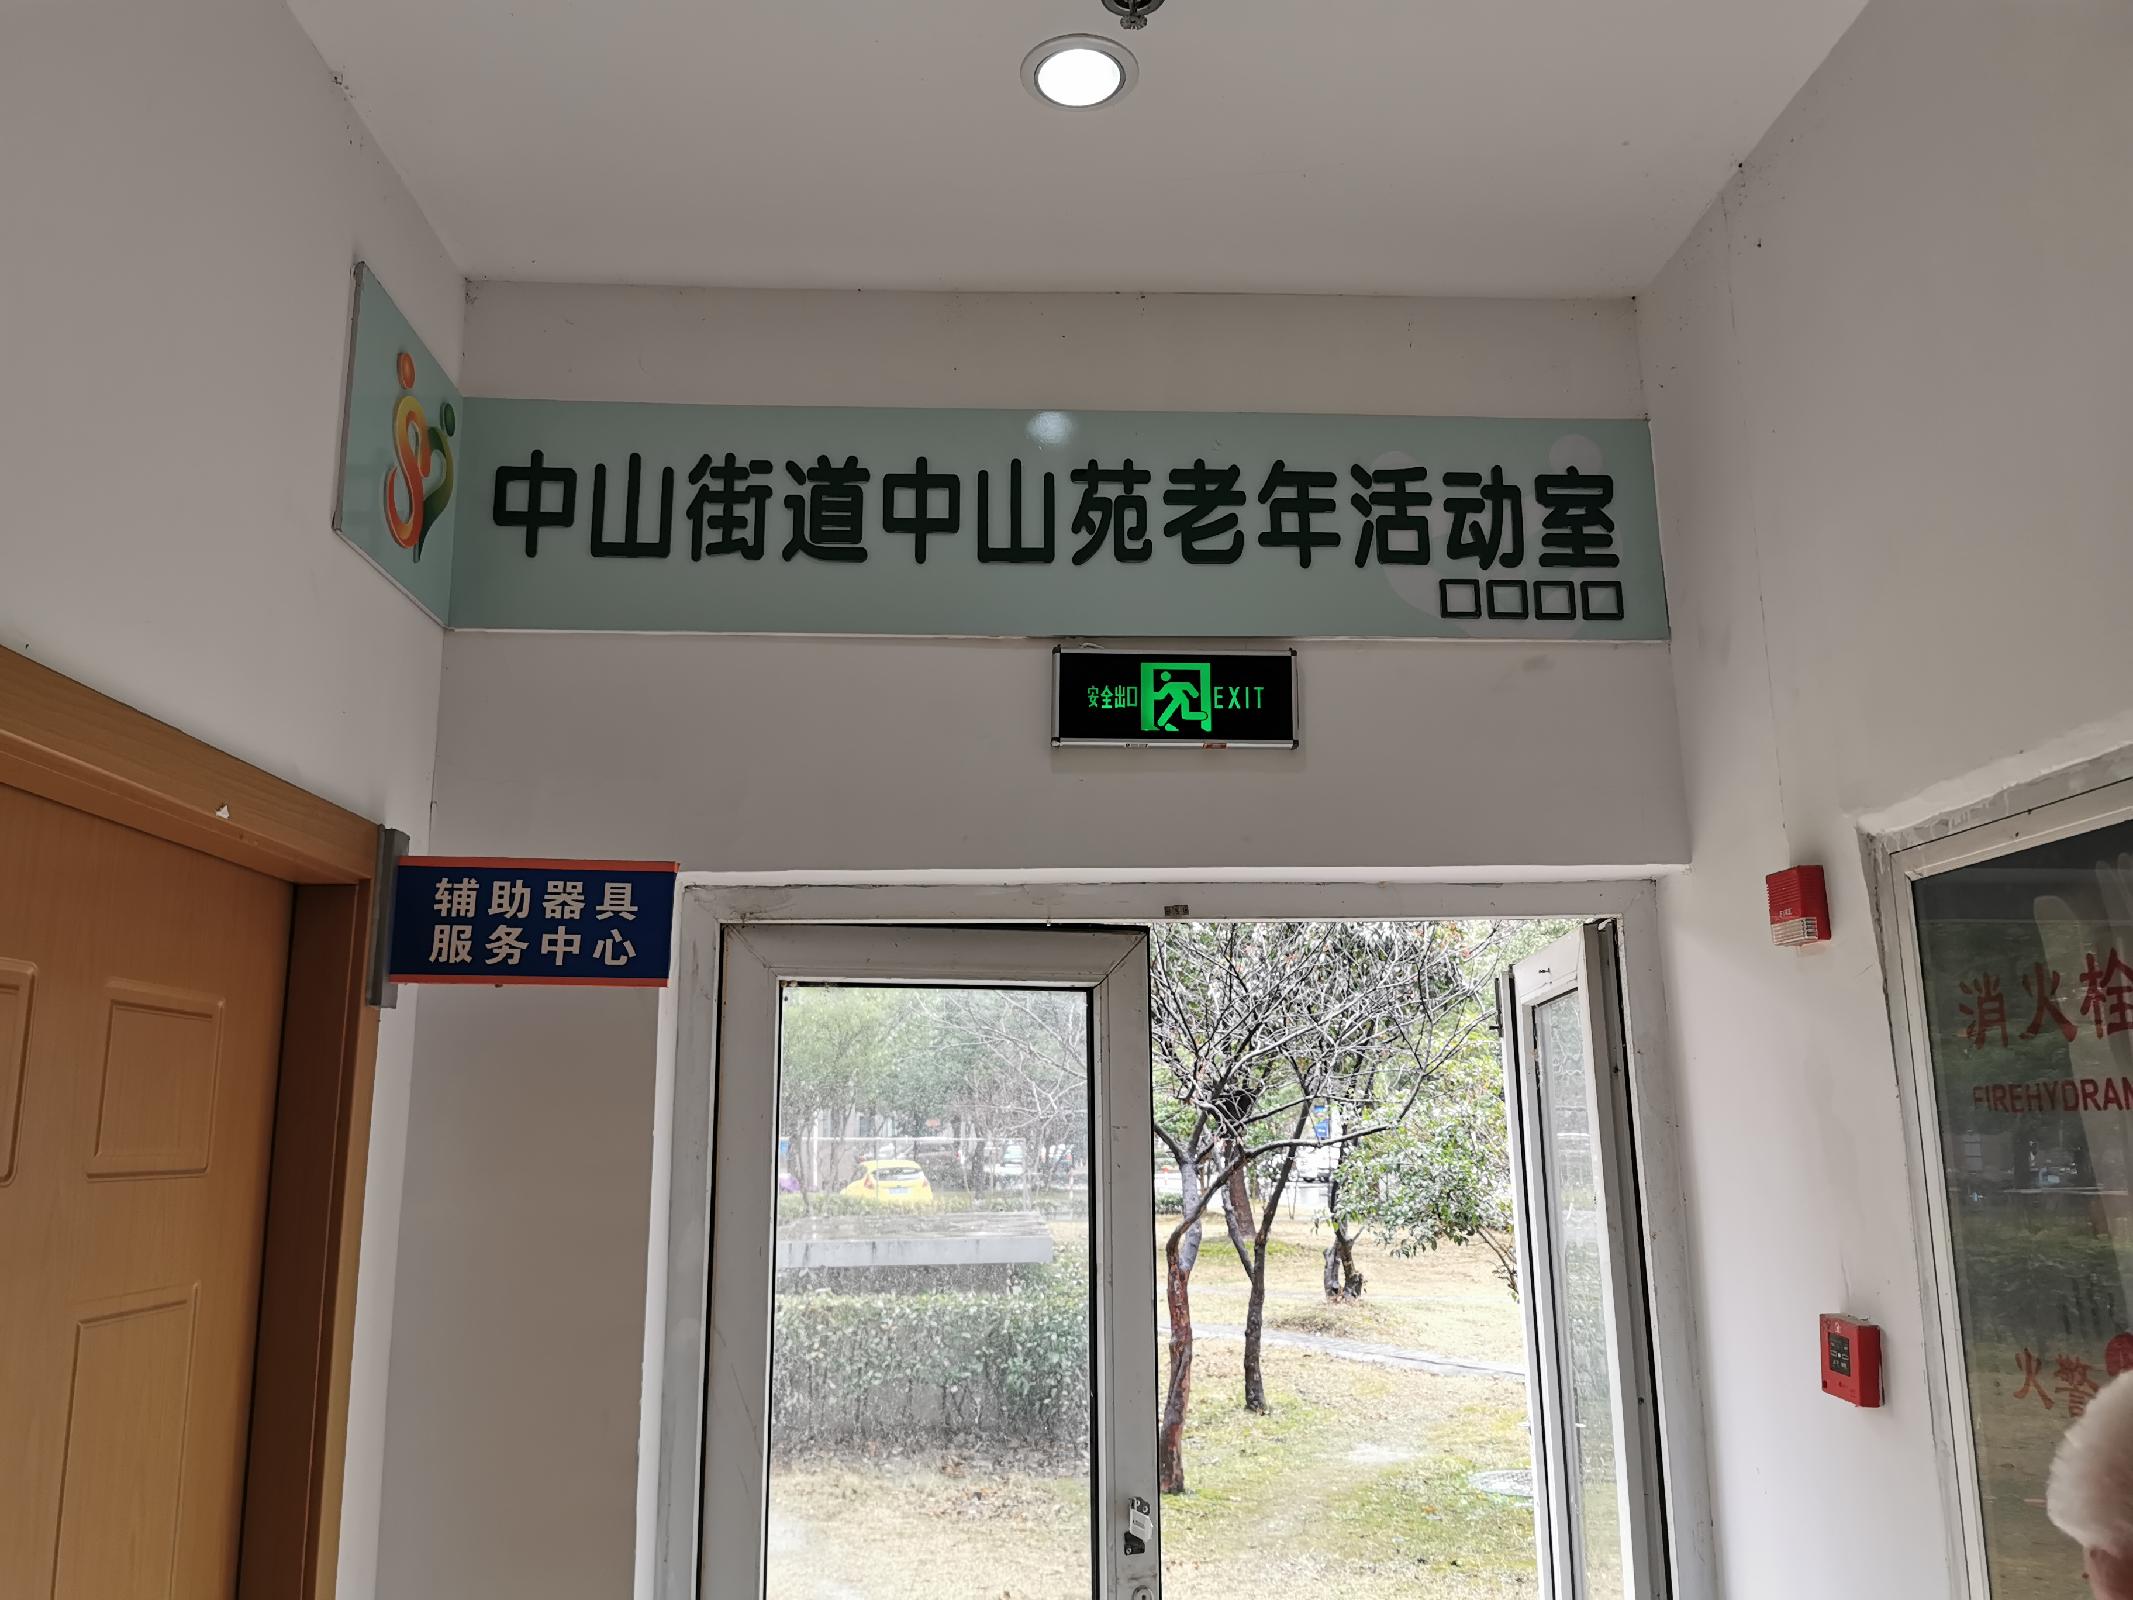 中山街道中山苑老年活动室
□□□□
安全出口 EXIT
辅助器具
服务中心
消火栓
FIREHYDRAN
火警